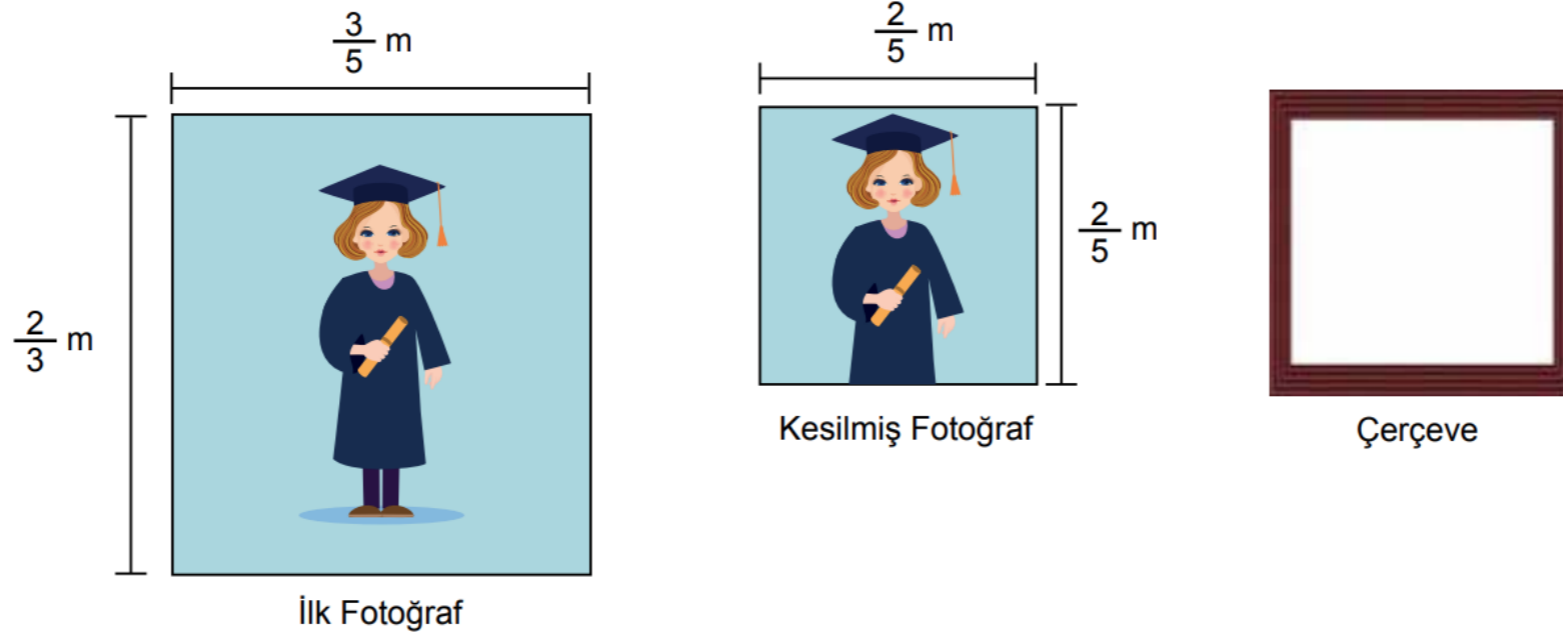 3/5 m
2/3 m
İlk Fotoğraf
2/5 m
2/5 m
Kesilmiş Fotoğraf
Çerçeve